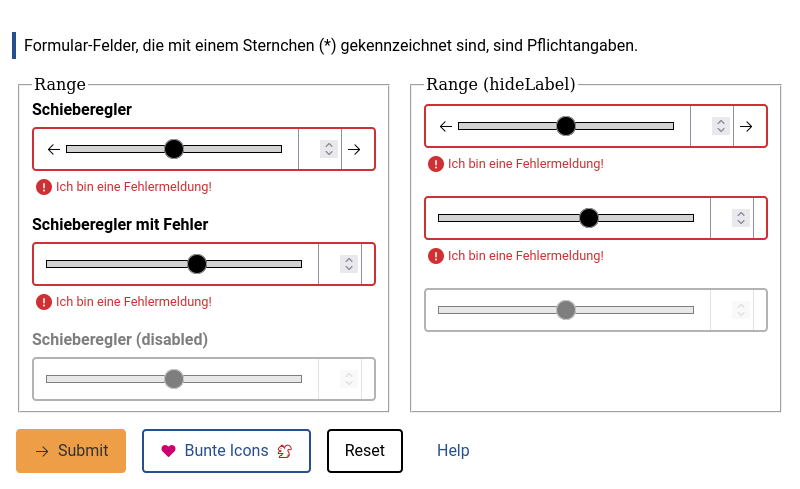 Formular-Felder, die mit einem Sternchen (*) gekennzeichnet sind, sind Pflichtangaben.
Range
Schieberegler
Ich bin eine Fehlermeldung!
Schieberegler mit Fehler
Ich bin eine Fehlermeldung!
Schieberegler (disabled)
Range (hideLabel)
Ich bin eine Fehlermeldung!
Ich bin eine Fehlermeldung!
Submit
Bunte Icons
Reset
Help